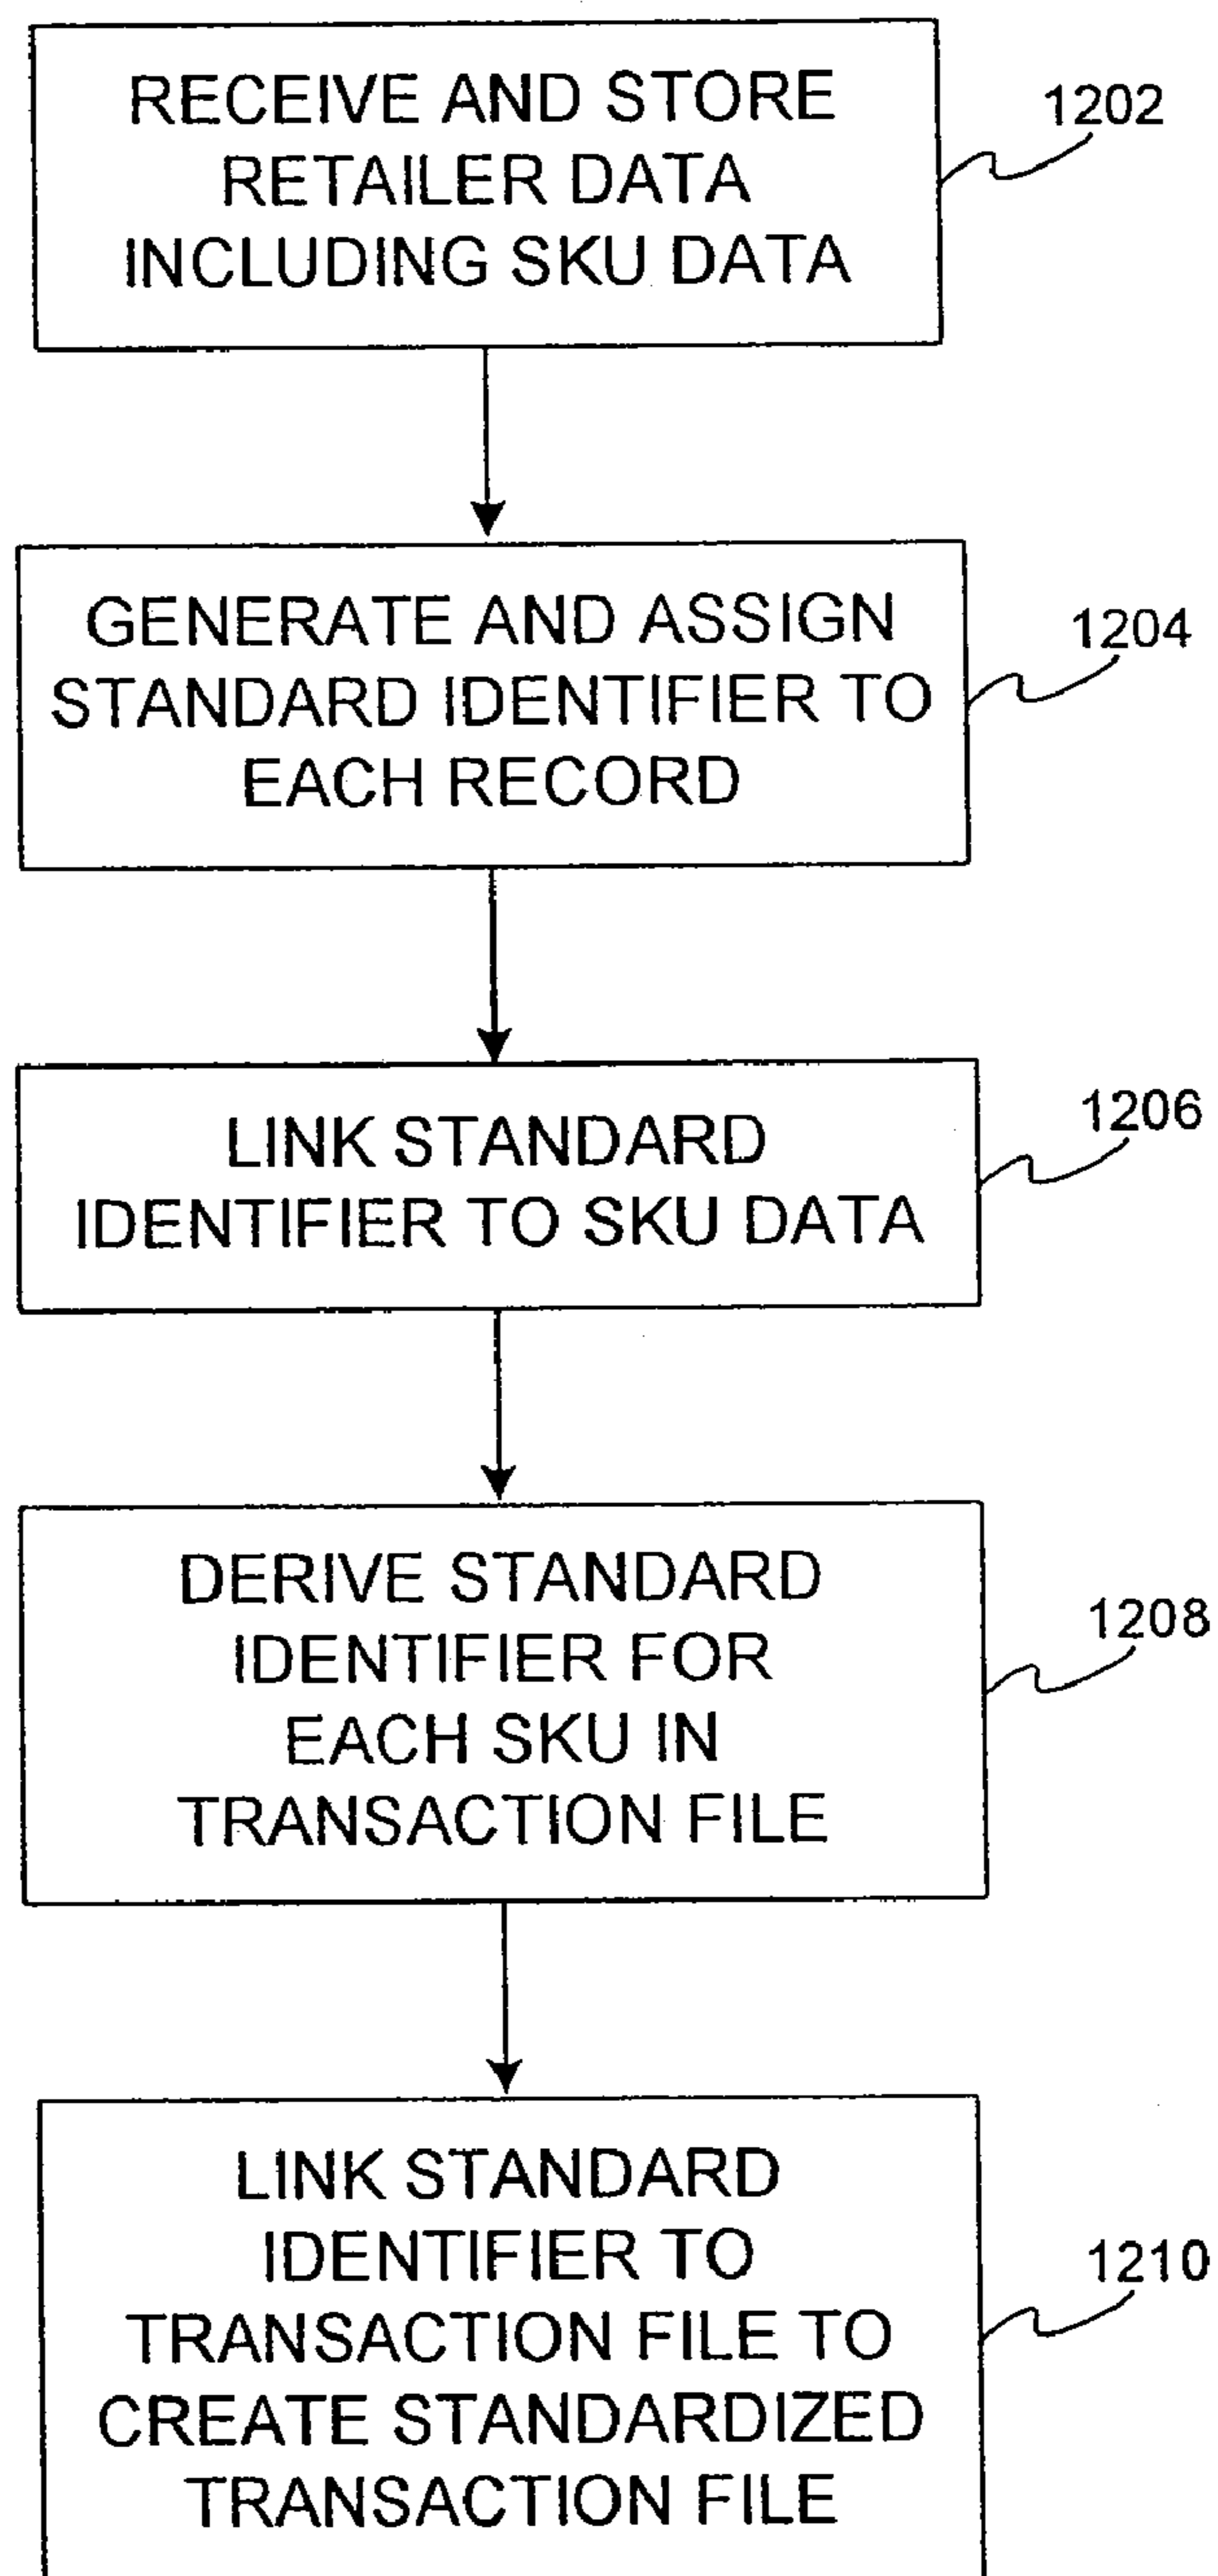 RECEIVE AND STORE
RETAILER DATA
INCLUDING SKU DATA
1202
GENERATE AND ASSIGN
STANDARD IDENTIFIER TO
EACH RECORD
1204
LINK STANDARD
IDENTIFIER TO SKU DATA
1206
DERIVE STANDARD
IDENTIFIER FOR
EACH SKU IN
TRANSACTION FILE
1208
LINK STANDARD
IDENTIFIER TO
TRANSACTION FILE TO
CREATE STANDARDIZED
TRANSACTION FILE
1210